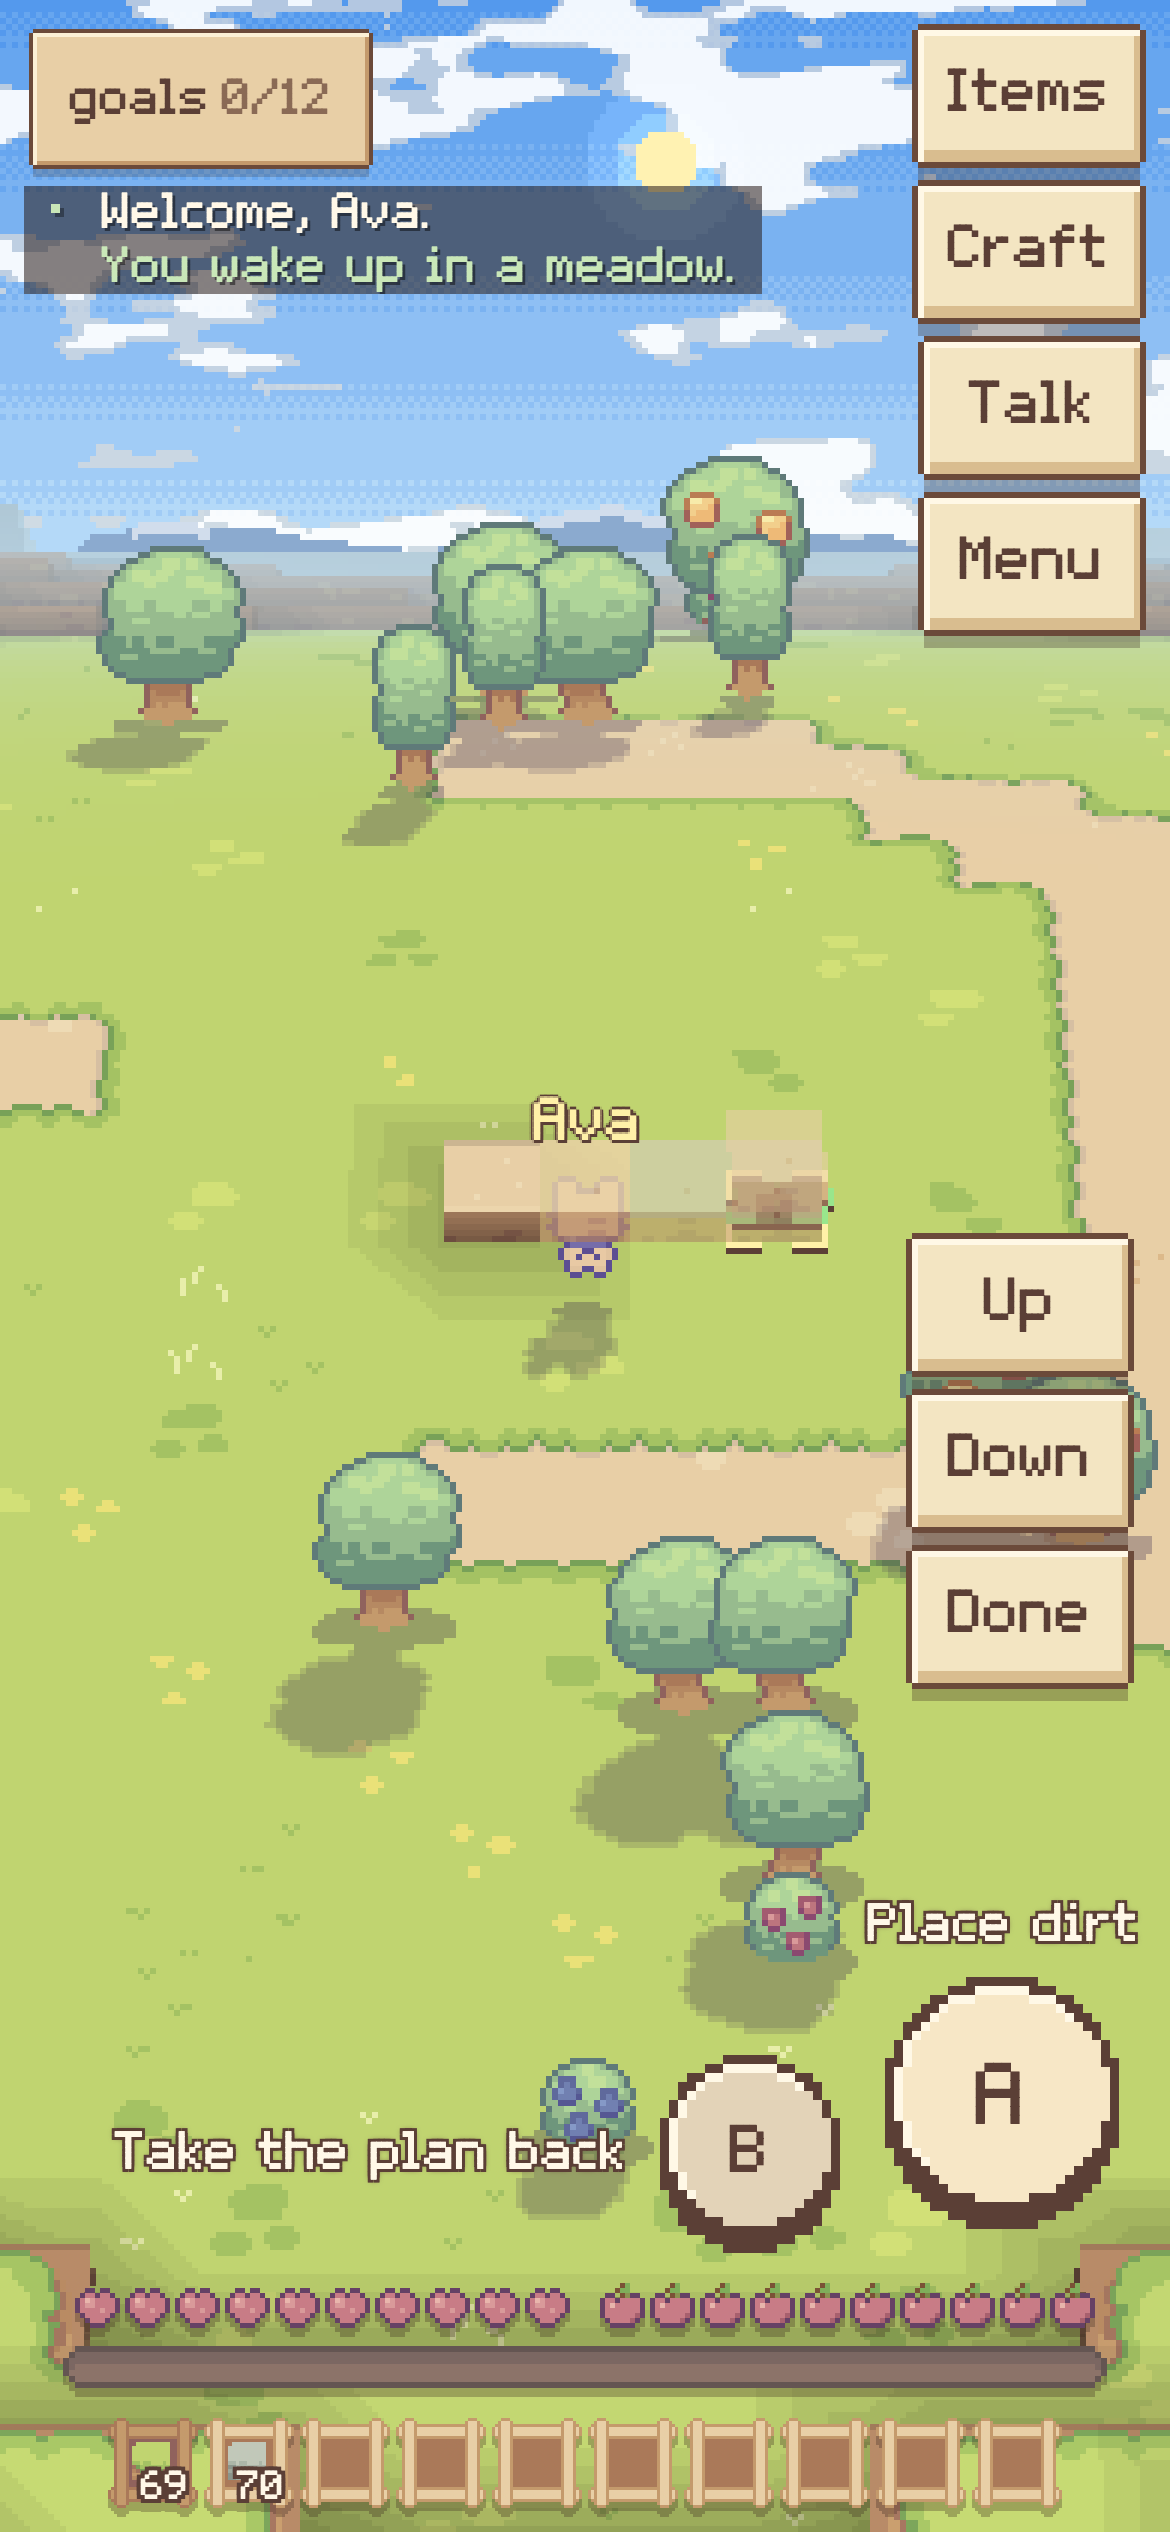 goals 0/12
Items
Welcome, Ava.
You wake up in a meadow.
Craft
Talk
Menu
Ava
Up
Down
Done
Place dirt
A
Take the plan back
B
69
70